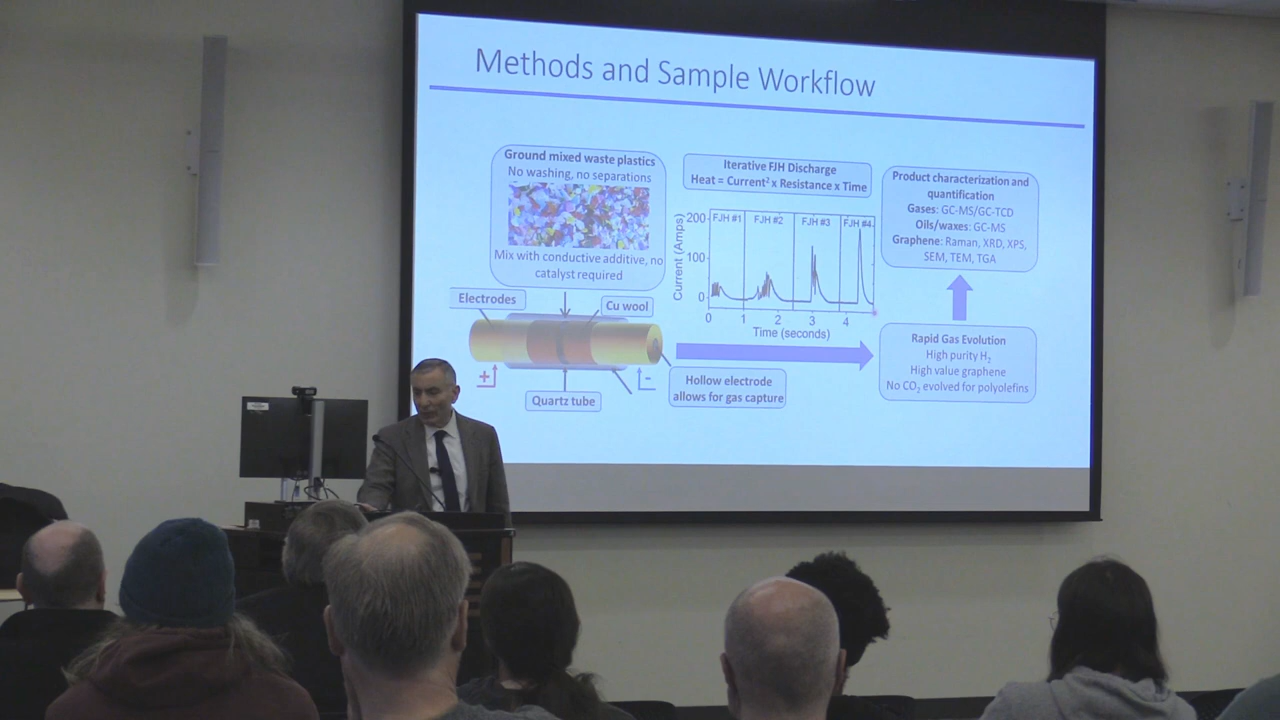 Methods and Sample Workflow
Ground mixed waste plastics
No washing, no separations
Mix with conductive additive, no
catalyst required
Electrodes
Cu wool
+
-
Quartz tube
Hollow electrode
allows for gas capture
Iterative FJH Discharge
Heat = Current² x Resistance x Time
Current (Amps)
200
100
0
FJH #1
FJH #2
FJH #3
FJH #4
0
1
2
3
4
Time (seconds)
Product characterization and
quantification
Gases: GC-MS/GC-TCD
Oils/waxes: GC-MS
Graphene: Raman, XRD, XPS,
SEM, TEM, TGA
Rapid Gas Evolution
High purity H₂
High value graphene
No CO₂ evolved for polyolefins